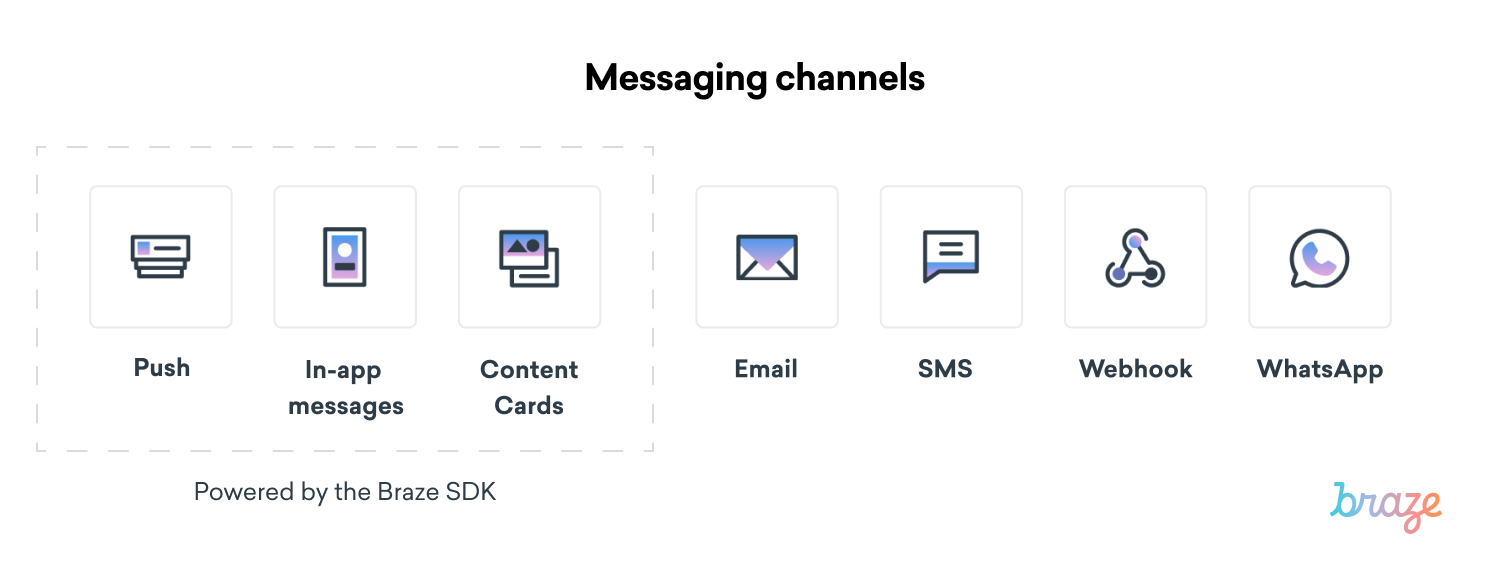 Messaging channels
Push
In-app
messages
Content
Cards
Email
SMS
Webhook
WhatsApp
Powered by the Braze SDK
braze